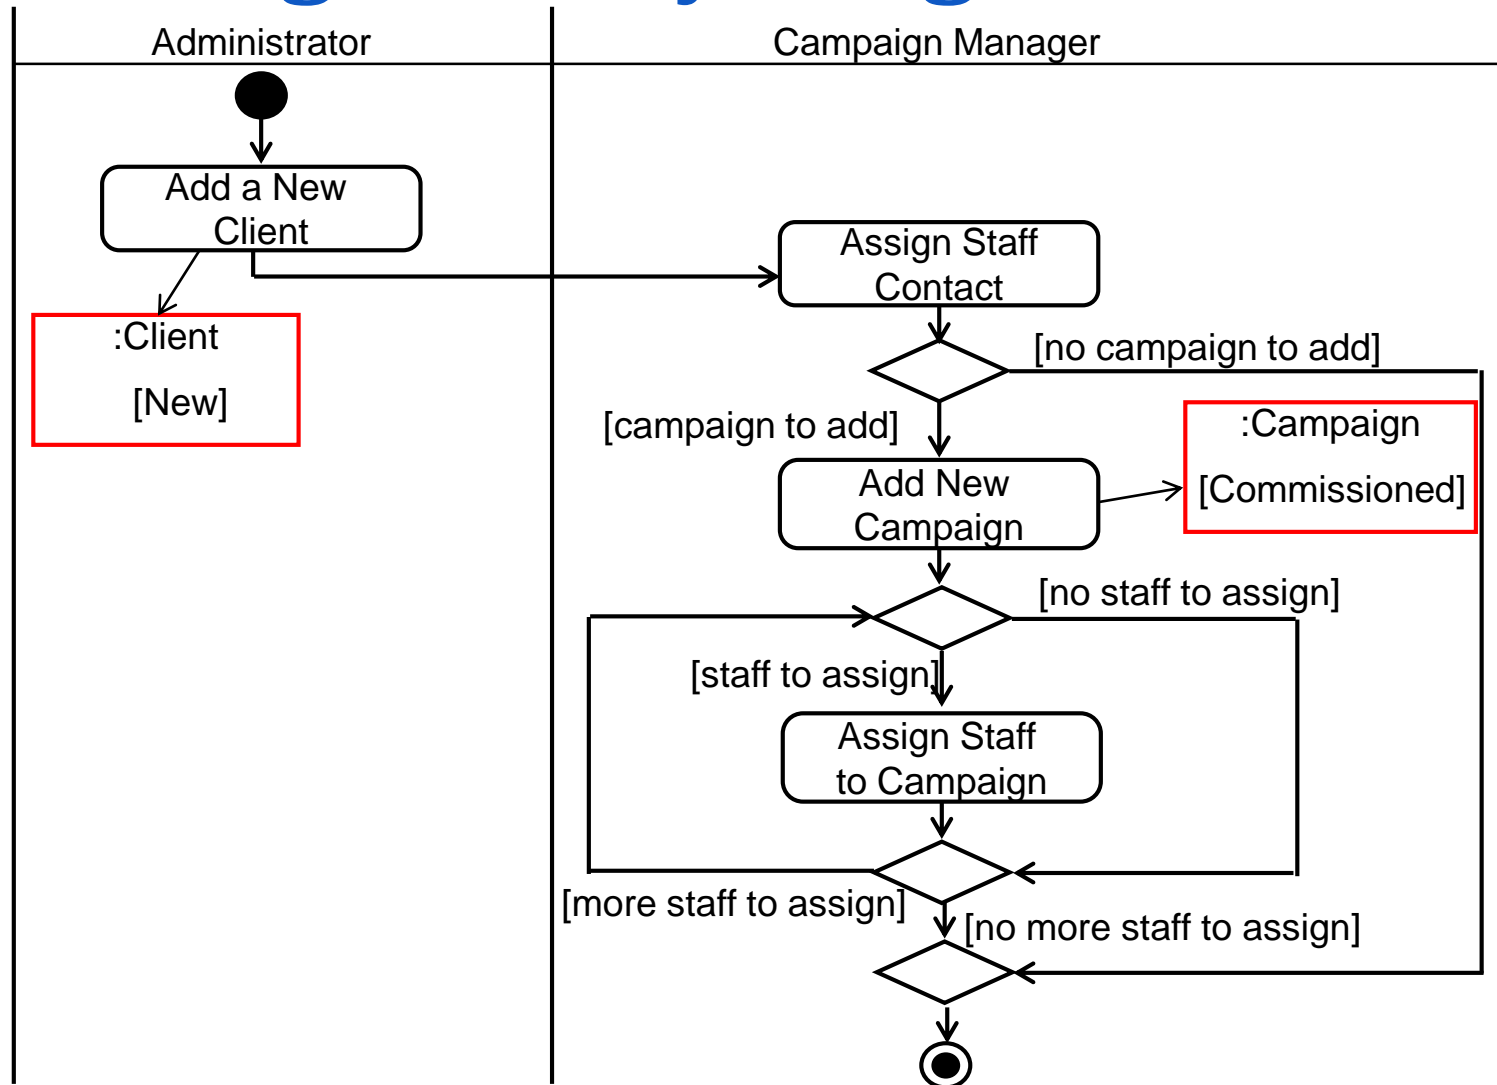 Administrator
Campaign Manager
Add a New
Client
Assign Staff
Contact
:Client
[New]
[no campaign to add]
[campaign to add]
:Campaign
[Commissioned]
Add New
Campaign
[no staff to assign]
[staff to assign]
Assign Staff
to Campaign
[more staff to assign]
[no more staff to assign]